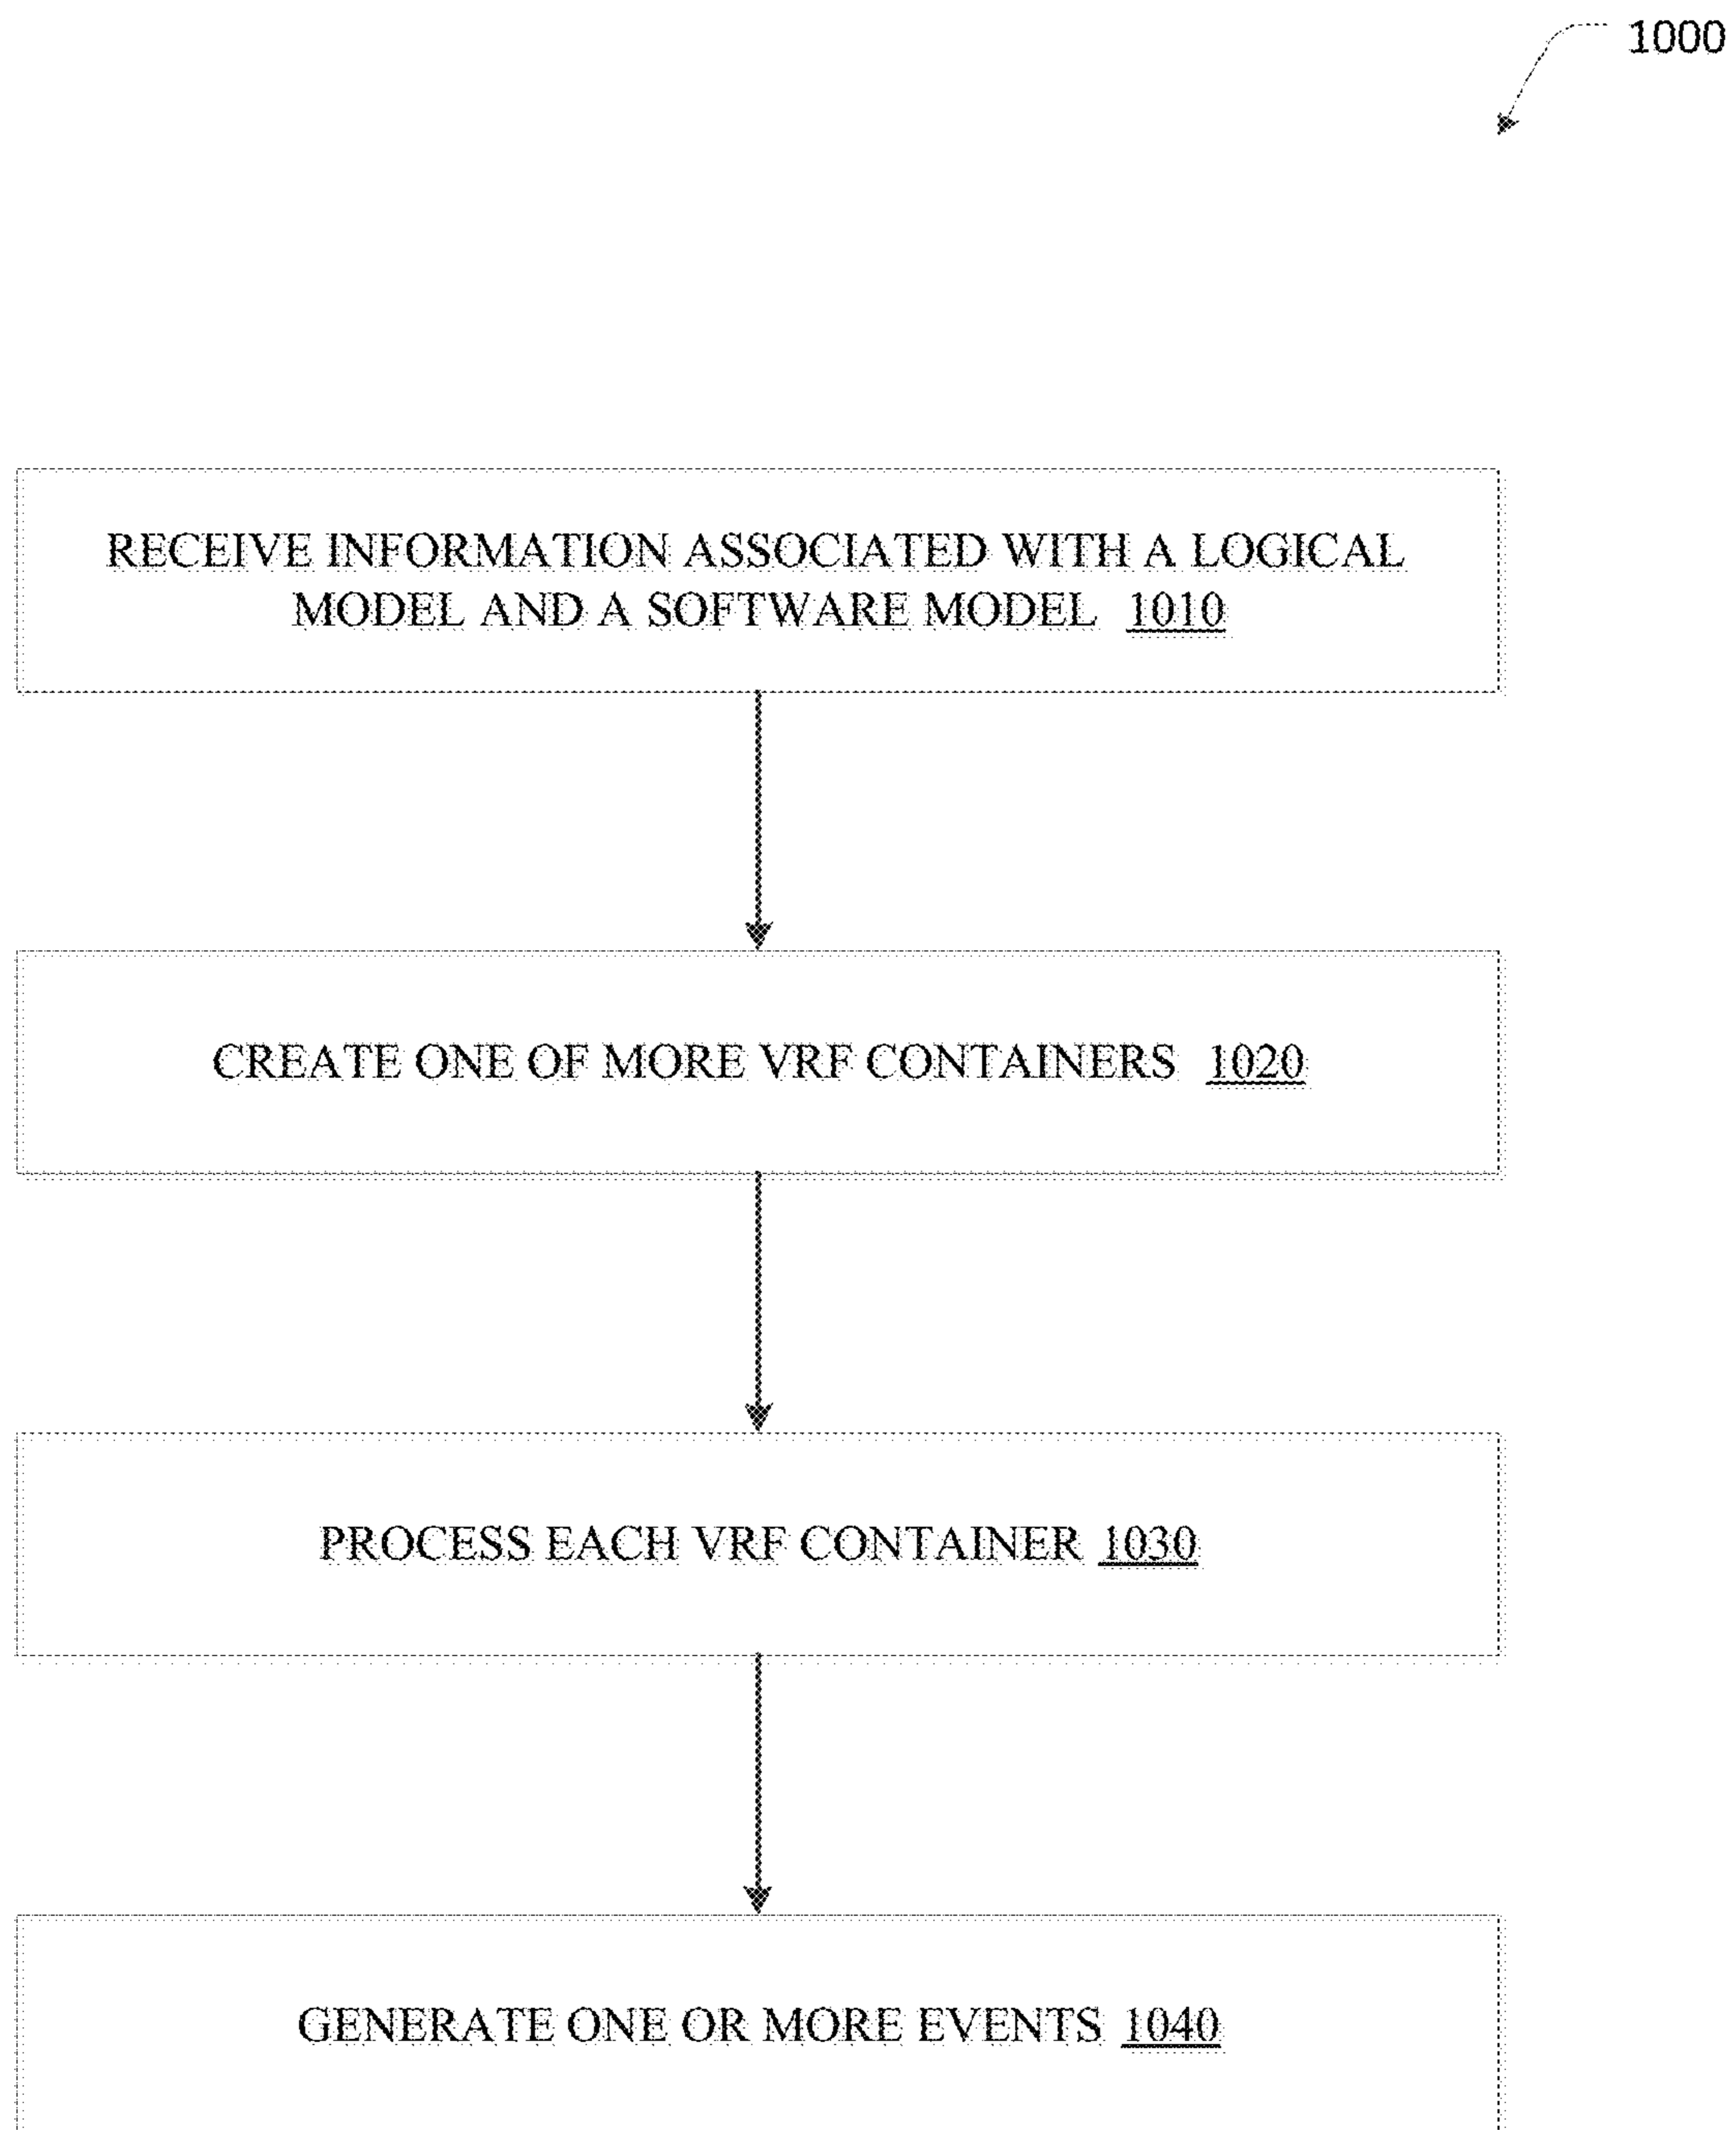 1000
RECEIVE INFORMATION ASSOCIATED WITH A LOGICAL
MODEL AND A SOFTWARE MODEL 1010
CREATE ONE OF MORE VRF CONTAINERS 1020
PROCESS EACH VRF CONTAINER 1030
GENERATE ONE OR MORE EVENTS 1040